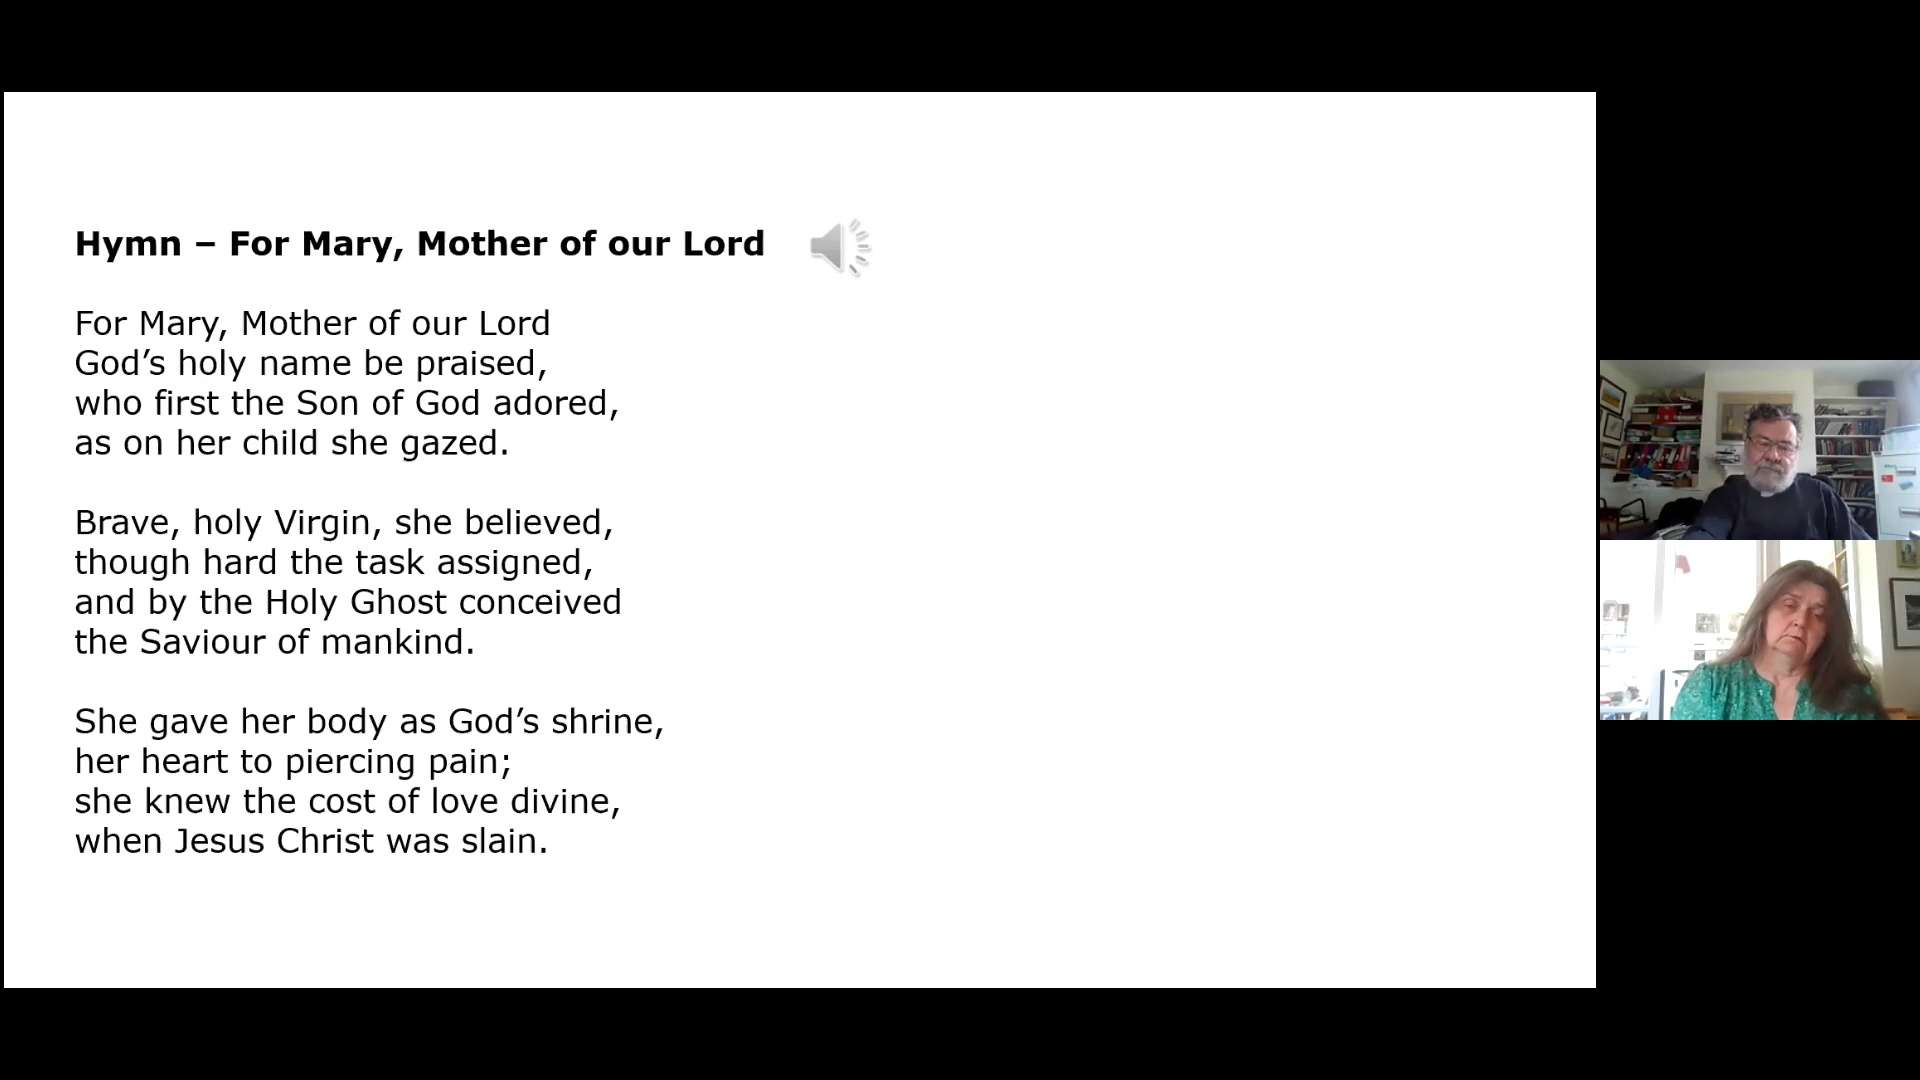 Hymn – For Mary, Mother of our Lord
For Mary, Mother of our Lord
God’s holy name be praised,
who first the Son of God adored,
as on her child she gazed.
Brave, holy Virgin, she believed,
though hard the task assigned,
and by the Holy Ghost conceived
the Saviour of mankind.
She gave her body as God’s shrine,
her heart to piercing pain;
she knew the cost of love divine,
when Jesus Christ was slain.